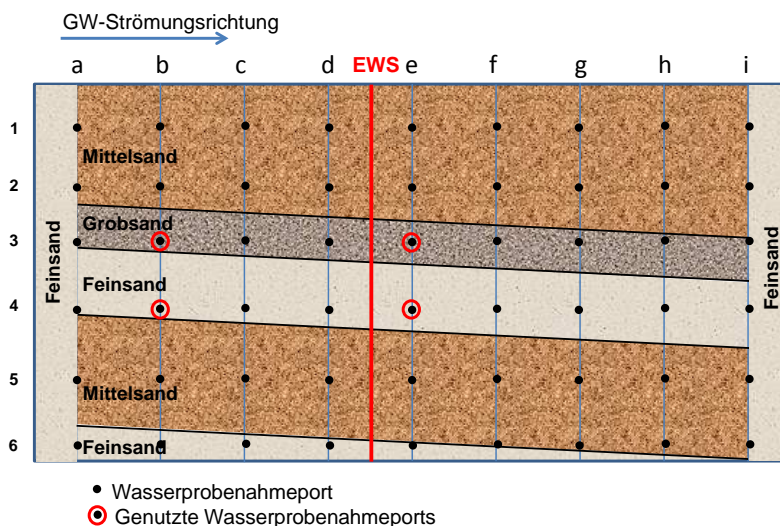 GW-Strömungsrichtung
a b c d EWS e f g h i
1
Mittelsand
2
Grobsand
3
Feinsand
Feinsand
Feinsand
4
5
Mittelsand
6
Feinsand
Wasserprobenahmeport
Genutzte Wasserprobenahmeports